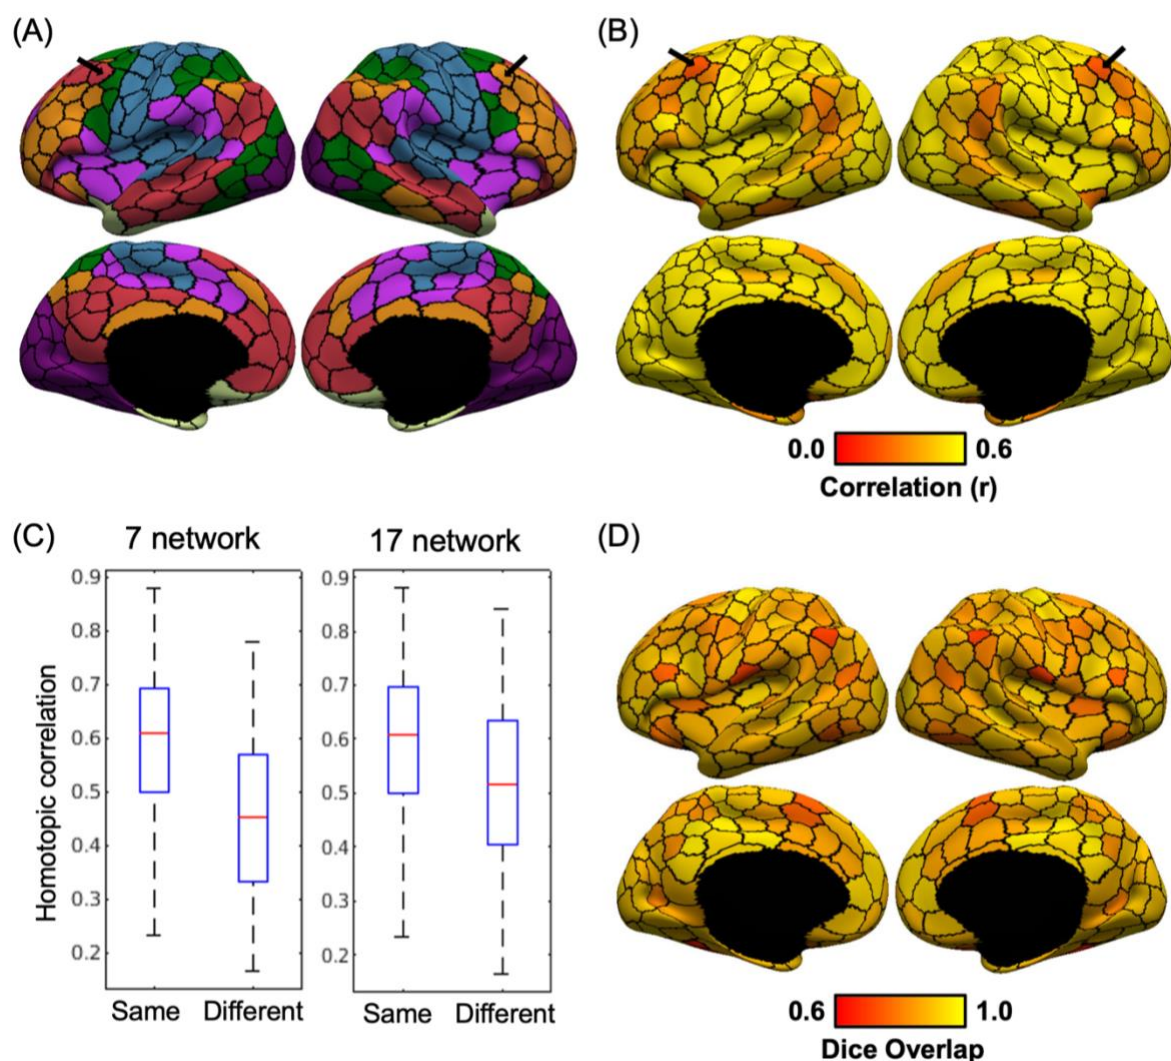 (A)
(B)
0.0 0.6
Correlation (r)
(C)
7 network 17 network
Homotopic correlation
0.9 0.9
0.8 0.8
0.7 0.7
0.6 0.6
0.5 0.5
0.4 0.4
0.3 0.3
0.2 0.2
Same Different Same Different
(D)
0.6 1.0
Dice Overlap